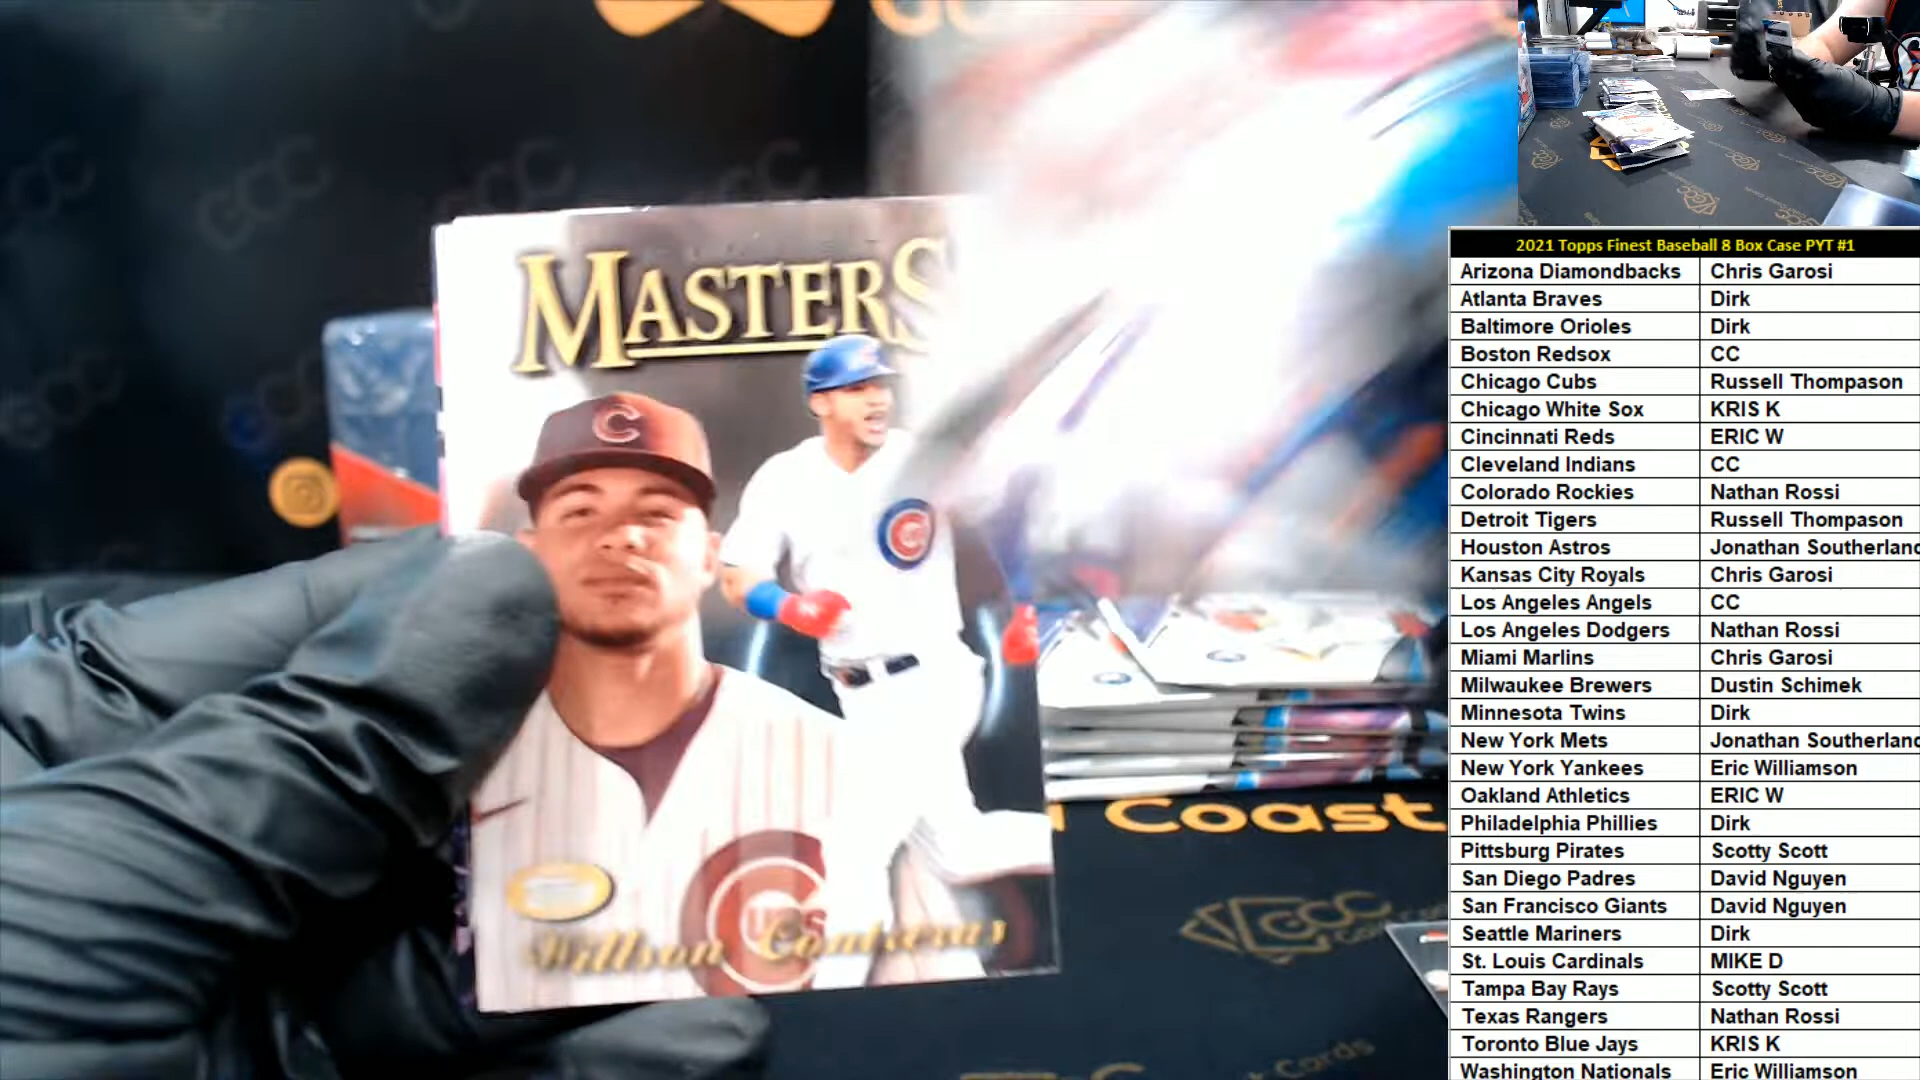 MASTERS
C
C
UBS
Willson Contreras
Coast
GCC
GCC
GCC
2021 Topps Finest Baseball 8 Box Case PYT #1
Arizona Diamondbacks Chris Garosi
Atlanta Braves Dirk
Baltimore Orioles Dirk
Boston Redsox CC
Chicago Cubs Russell Thompason
Chicago White Sox KRIS K
Cincinnati Reds ERIC W
Cleveland Indians CC
Colorado Rockies Nathan Rossi
Detroit Tigers Russell Thompason
Houston Astros Jonathan Southerland
Kansas City Royals Chris Garosi
Los Angeles Angels CC
Los Angeles Dodgers Nathan Rossi
Miami Marlins Chris Garosi
Milwaukee Brewers Dustin Schimek
Minnesota Twins Dirk
New York Mets Jonathan Southerland
New York Yankees Eric Williamson
Oakland Athletics ERIC W
Philadelphia Phillies Dirk
Pittsburg Pirates Scotty Scott
San Diego Padres David Nguyen
San Francisco Giants David Nguyen
Seattle Mariners Dirk
St. Louis Cardinals MIKE D
Tampa Bay Rays Scotty Scott
Texas Rangers Nathan Rossi
Toronto Blue Jays KRIS K
Washington Nationals Eric Williamson